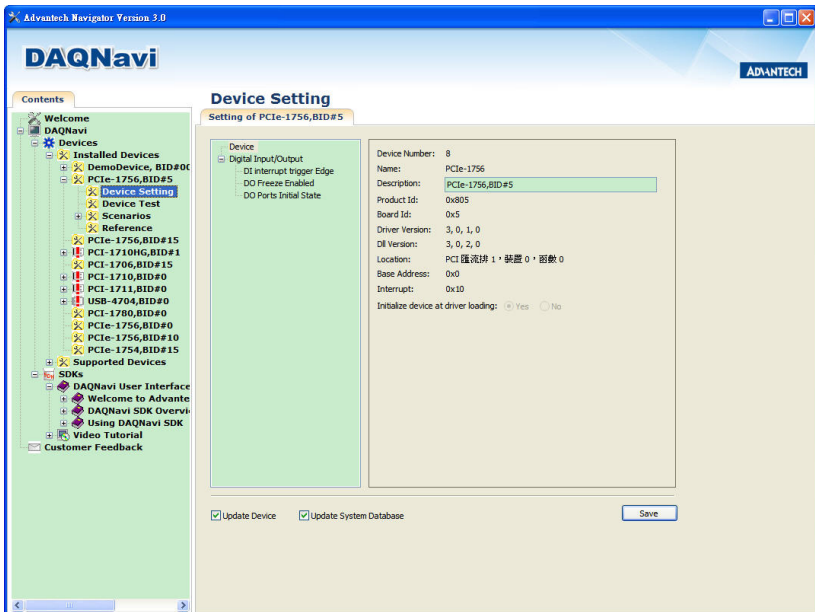 Advantech Navigator Version 3.0
DAQNavi
ADVANTECH
Contents
Welcome
DAQNavi
Devices
Installed Devices
DemoDevice, BID#0(
PCIe-1756,BID#5
Device Setting
Device Test
Scenarios
Reference
PCIe-1756,BID#15
PCI-1710HG,BID#1
PCI-1706,BID#15
PCI-1710,BID#0
PCI-1711,BID#0
USB-4704,BID#0
PCI-1780,BID#0
PCIe-1756,BID#0
PCIe-1756,BID#10
PCIe-1754,BID#15
Supported Devices
SDKs
DAQNavi User Interface
Welcome to Advante
DAQNavi SDK Overvi
Using DAQNavi SDK
Video Tutorial
Customer Feedback
Device Setting
Setting of PCIe-1756,BID#5
Device
Digital Input/Output
DI interrupt trigger Edge
DO Freeze Enabled
DO Ports Initial State
Device Number: 8
Name: PCIe-1756
Description: PCIe-1756,BID#5
Product Id: 0x805
Board Id: 0x5
Driver Version: 3, 0, 1, 0
Dll Version: 3, 0, 2, 0
Location: PCI 匯流排 1，裝置 0，函數 0
Base Address: 0x0
Interrupt: 0x10
Initialize device at driver loading: Yes No
Update Device Update System Database Save